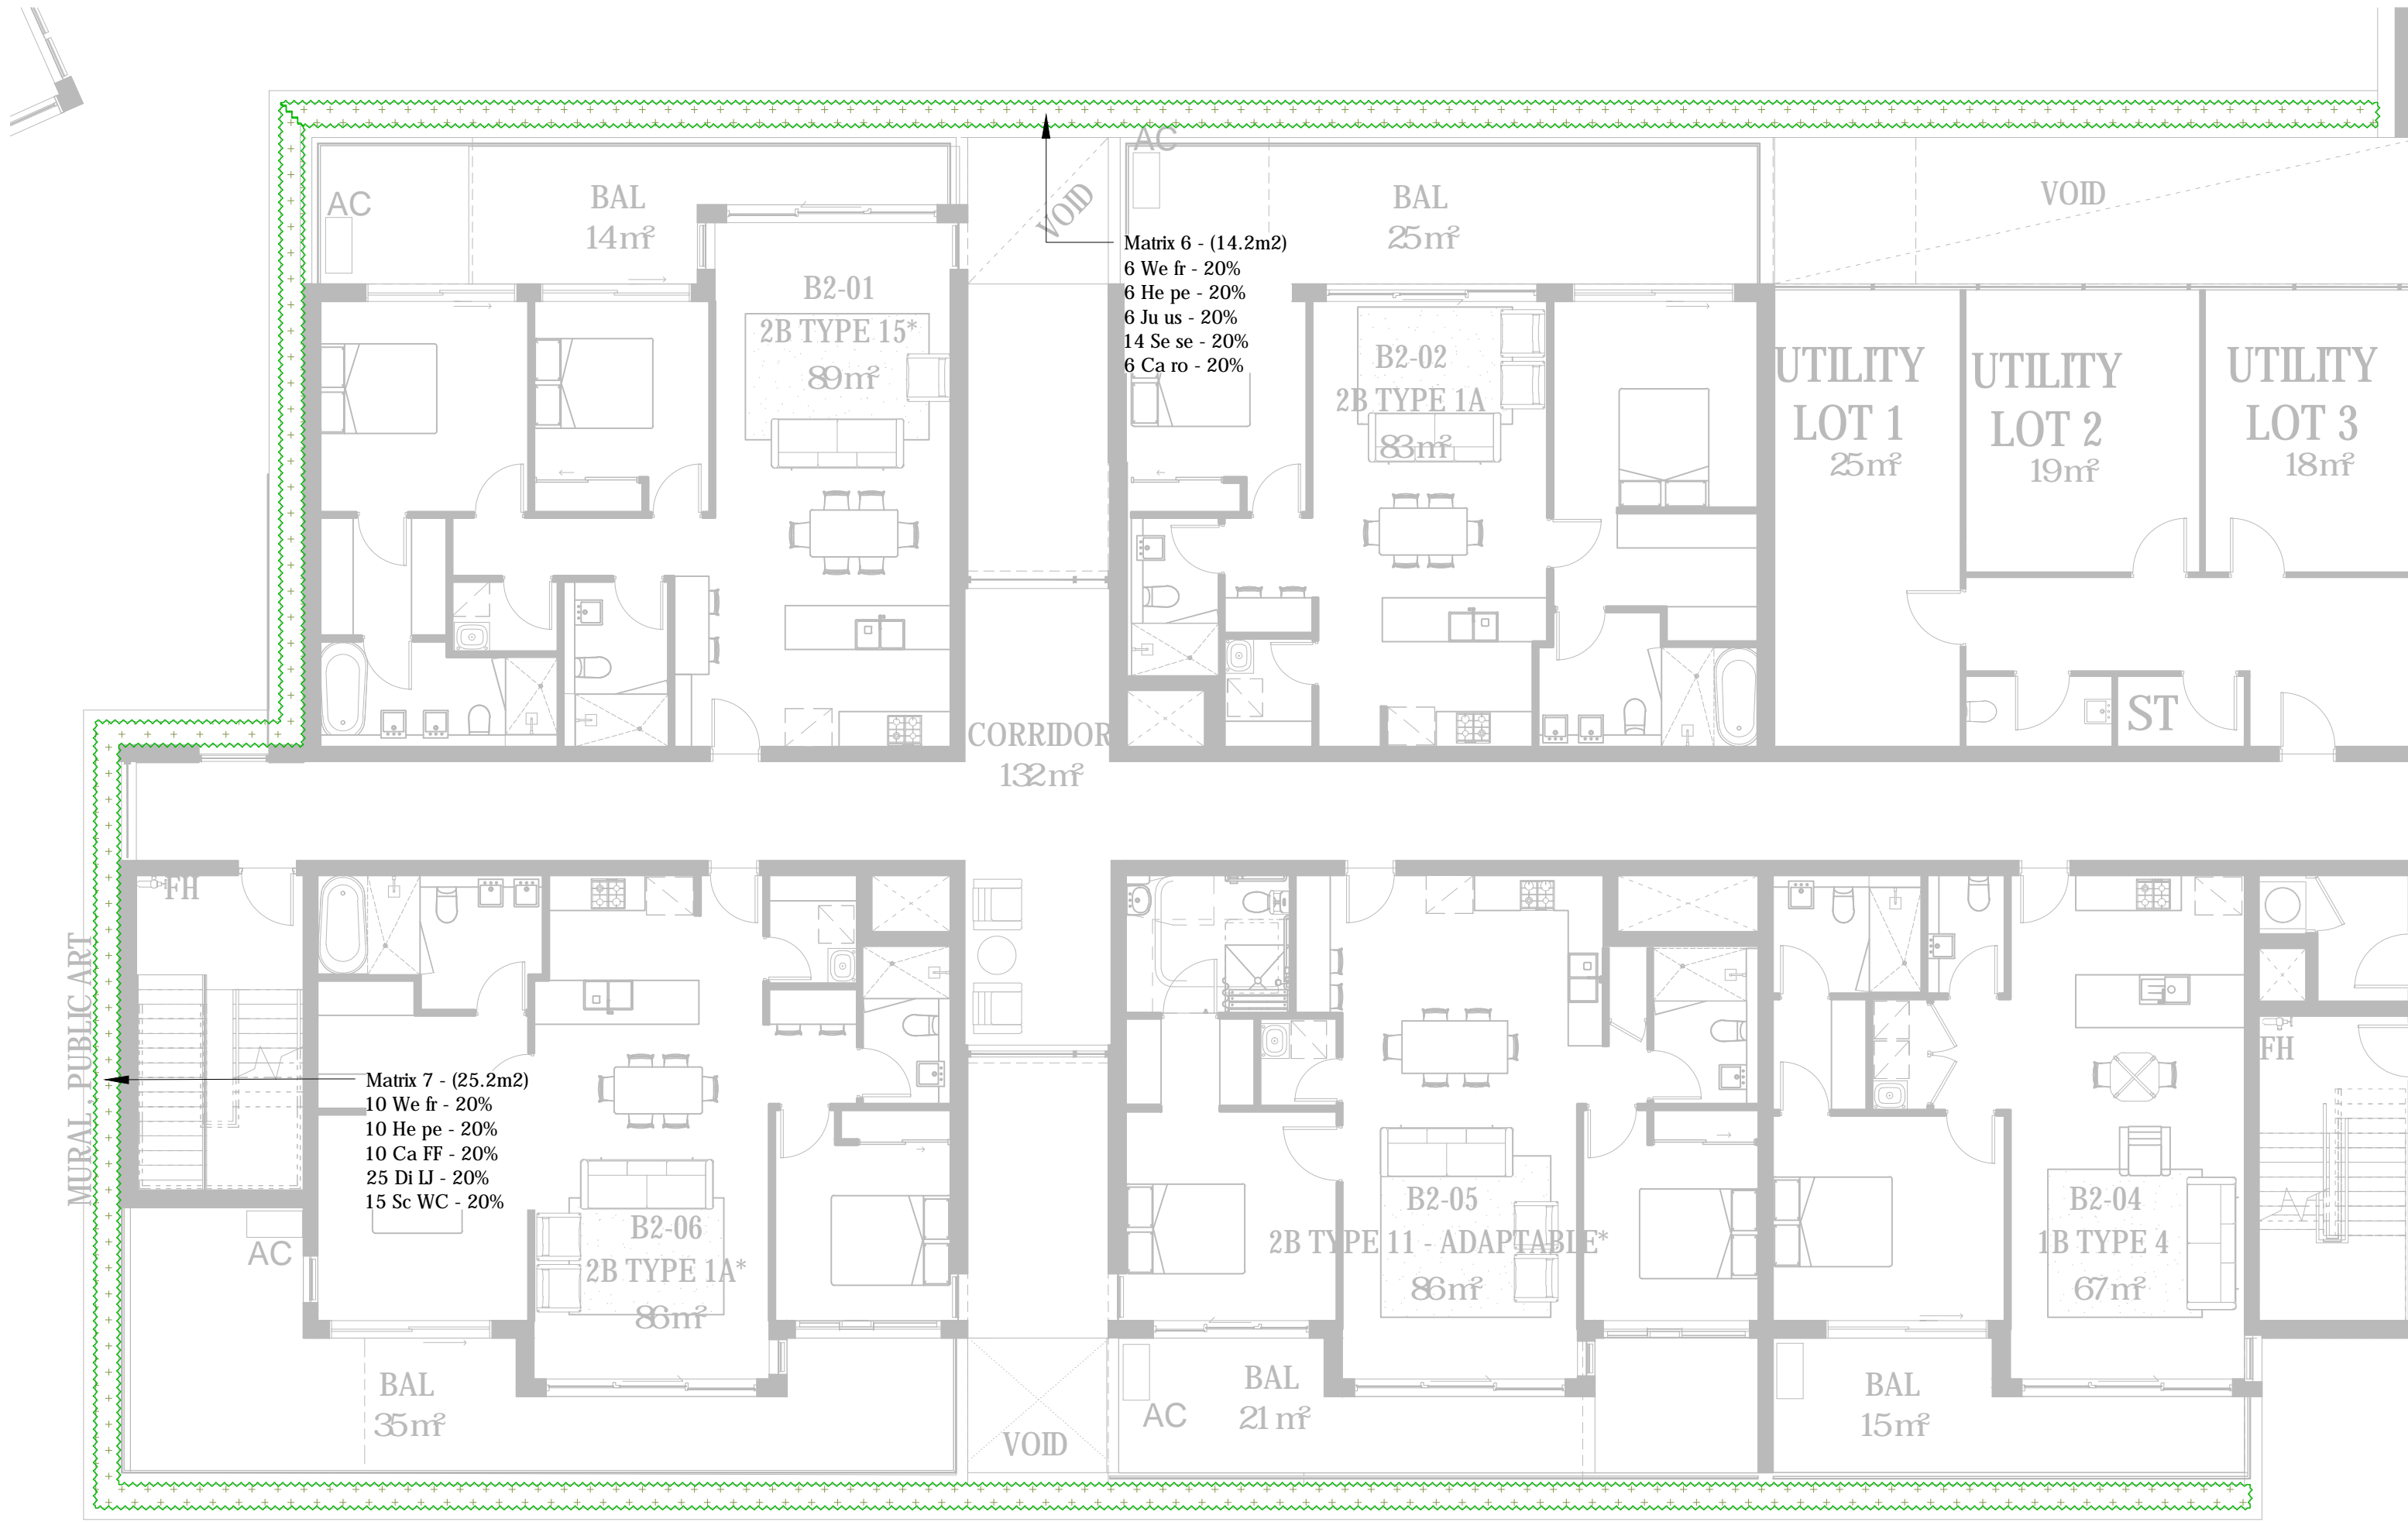 AC
BAL
14m²
VOID
AC
BAL
25m²
VOID
Matrix 6 - (14.2m2)
6 We fr - 20%
6 He pe - 20%
6 Ju us - 20%
14 Se se - 20%
6 Ca ro - 20%
B2-01
2B TYPE 15*
89m²
B2-02
2B TYPE 1A
83m²
UTILITY
LOT 1
25m²
UTILITY
LOT 2
19m²
UTILITY
LOT 3
18m²
ST
CORRIDOR
132m²
FH
MURAL . PUBLIC ART
Matrix 7 - (25.2m2)
10 We fr - 20%
10 He pe - 20%
10 Ca FF - 20%
25 Di LJ - 20%
15 Sc WC - 20%
FH
AC
B2-06
2B TYPE 1A*
86m²
B2-05
2B TYPE 11 - ADAPTABLE*
86m²
B2-04
1B TYPE 4
67m²
BAL
35m²
VOID
AC
BAL
21m²
BAL
15m²